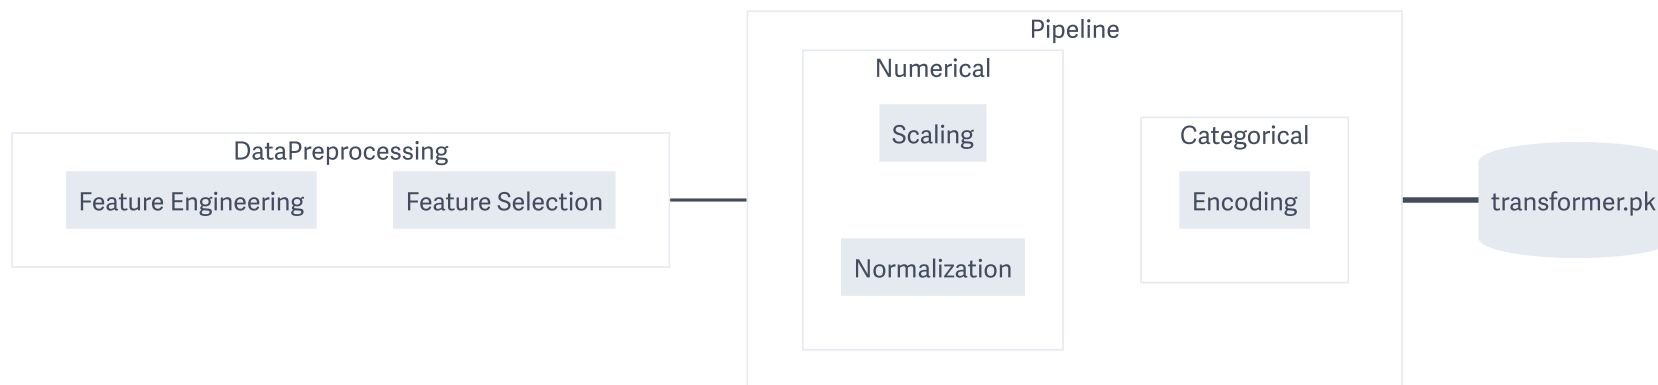 Pipeline
Numerical
Scaling
Categorical
DataPreprocessing
Feature Engineering
Feature Selection
Encoding
transformer.pk
Normalization